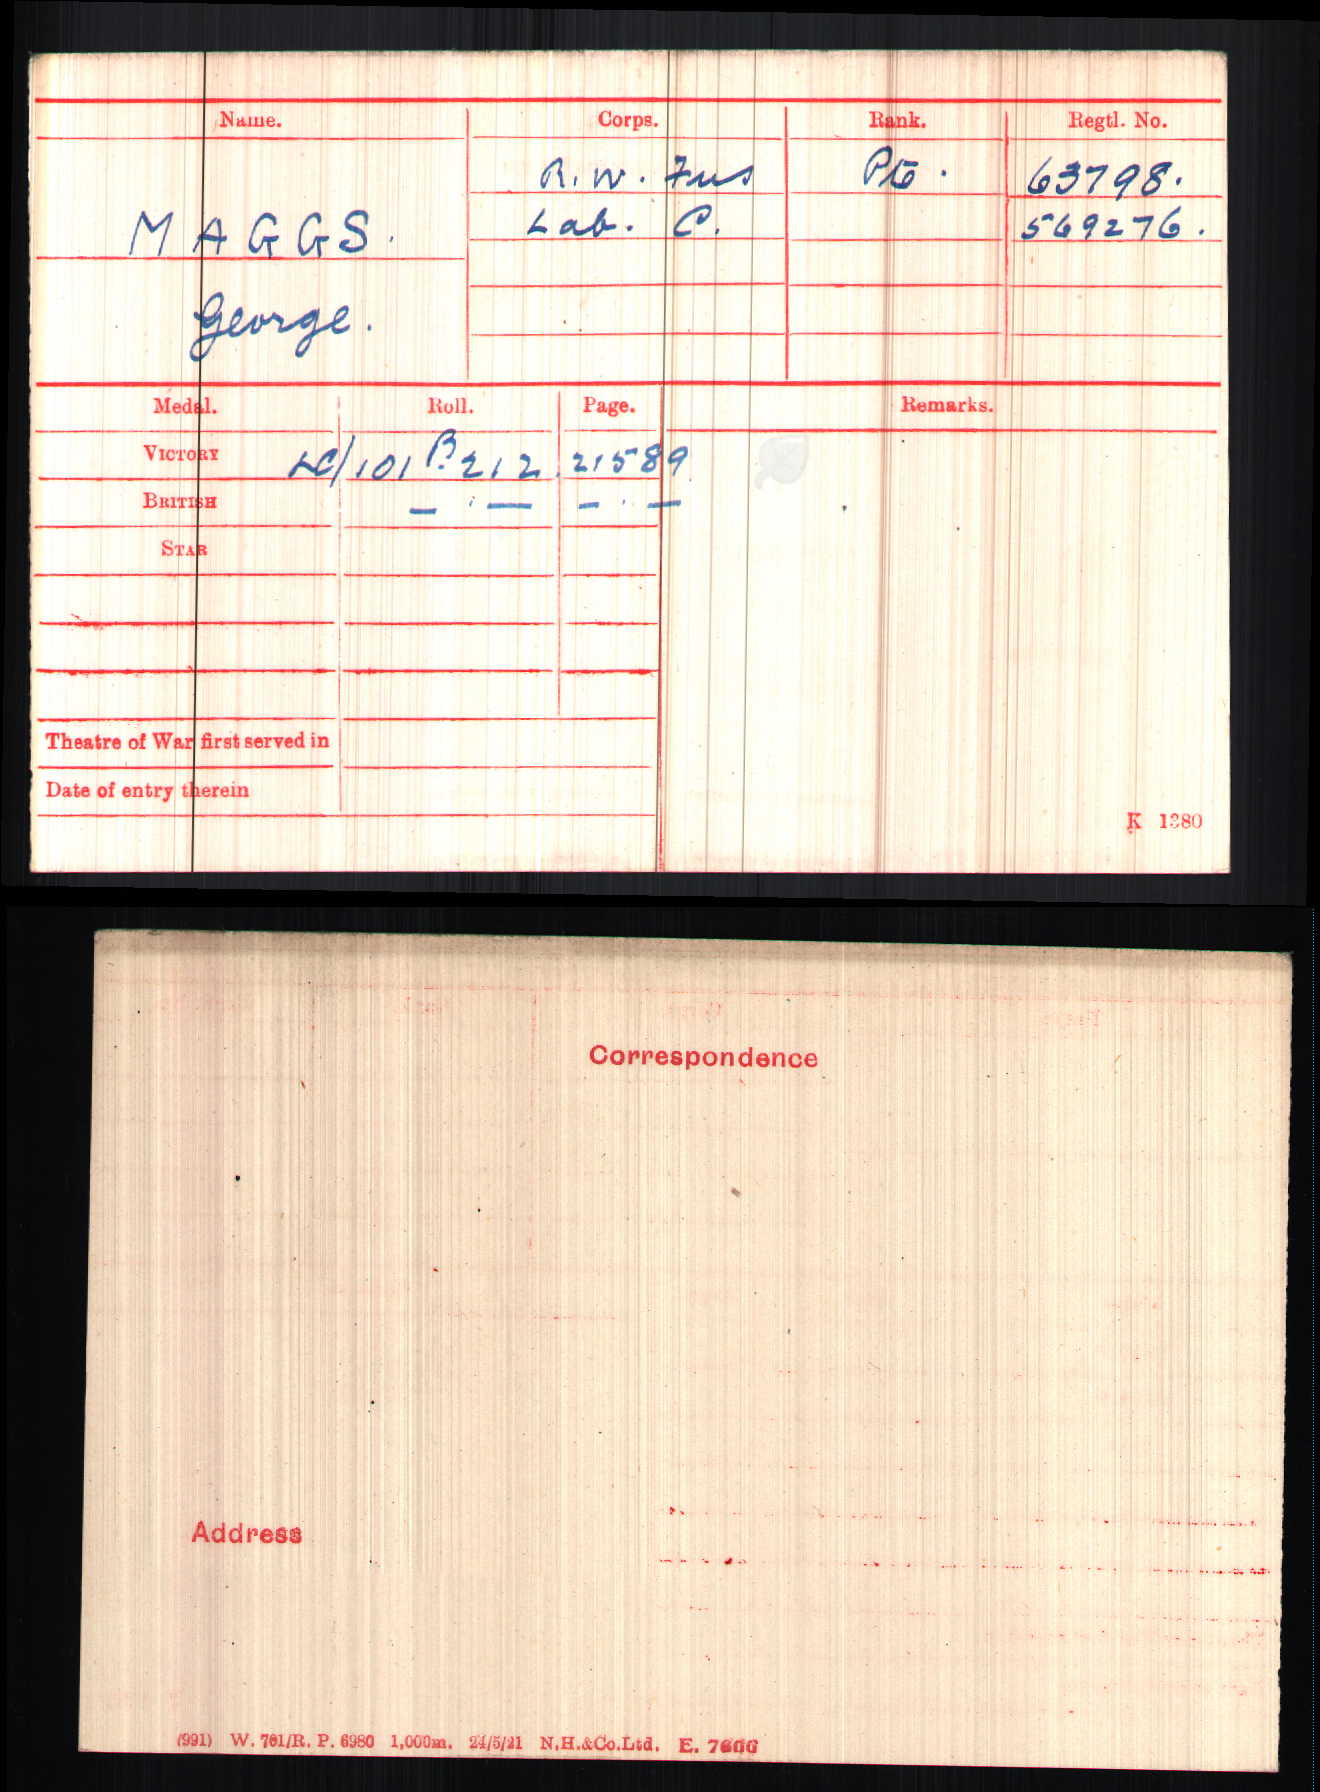 Name. Corps. Rank. Regtl. No.
R. W. Fus Pte. 63798.
MAGGS. Lab. C. 569276.
George.
Medal. Roll. Page. Remarks.
VICTORY LC/101 B.212. 21589
BRITISH — " — — " —
STAR
Theatre of War first served in
Date of entry therein
K 1380
Correspondence
Address
(991) W. 761/R. P. 6980 1,000m. 24/5/21 N.H.&Co.Ltd. E. 7606